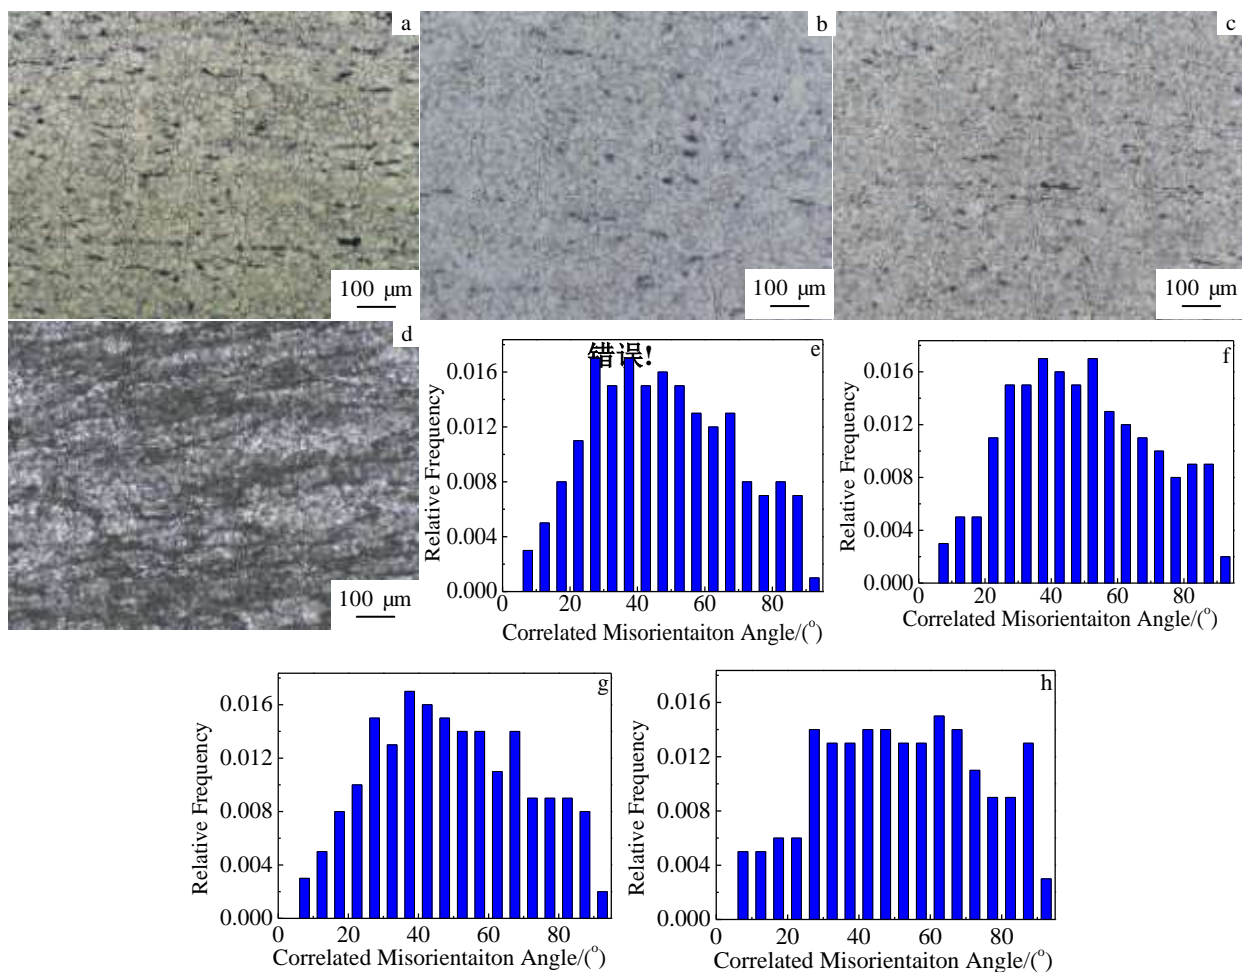 a
b
c
100 μm
100 μm
100 μm
d
100 μm
错误!
e
0.016
0.012
0.008
0.004
0.000
Relative Frequency
0 20 40 60 80
Correlated Misorientaiton Angle/(°)
f
0.016
0.012
0.008
0.004
0.000
Relative Frequency
0 20 40 60 80
Correlated Misorientaiton Angle/(°)
g
0.016
0.012
0.008
0.004
0.000
Relative Frequency
0 20 40 60 80
Correlated Misorientaiton Angle/(°)
h
0.016
0.012
0.008
0.004
0.000
Relative Frequency
0 20 40 60 80
Correlated Misorientaiton Angle/(°)